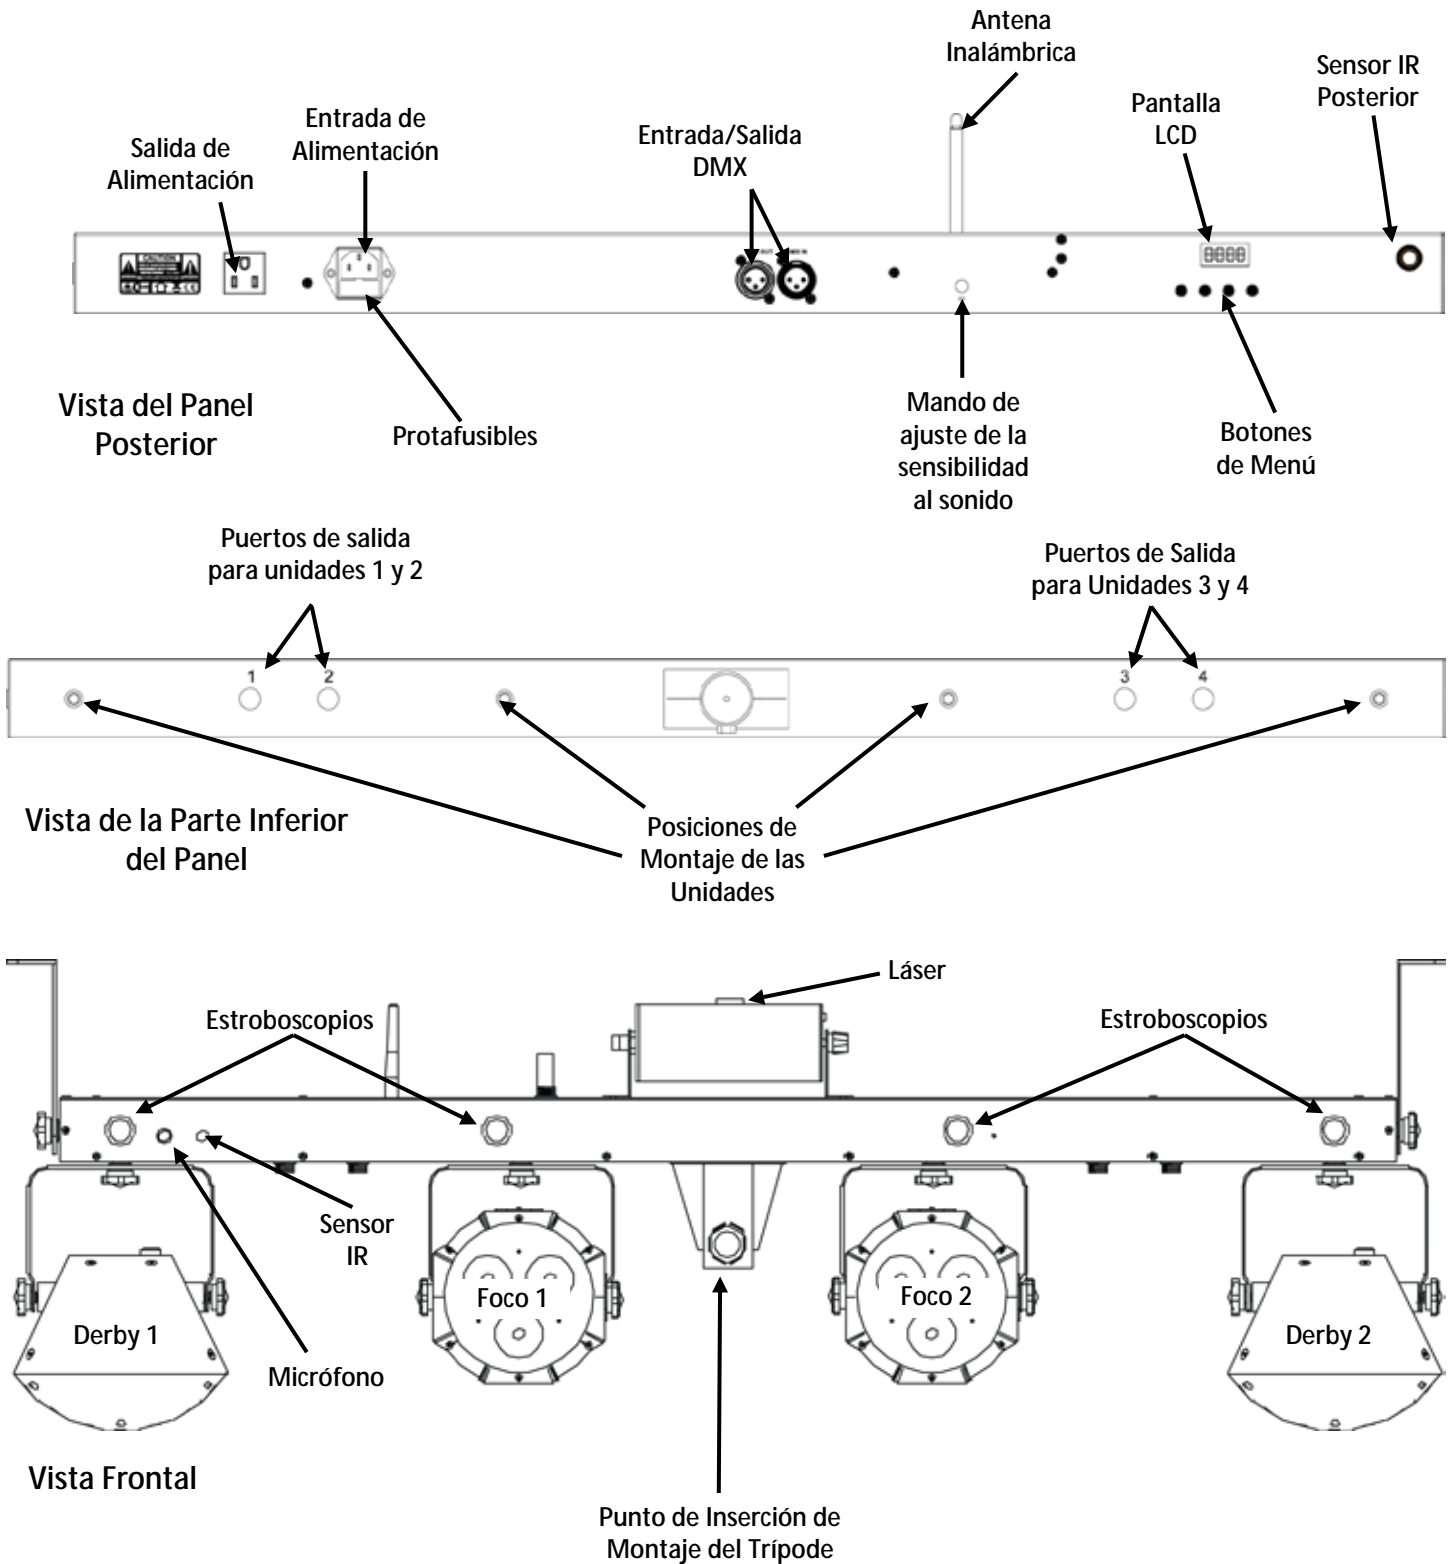 Antena
Inalámbrica
Sensor IR
Posterior
Pantalla
LCD
Entrada de
Alimentación
Entrada/Salida
DMX
Salida de
Alimentación
CAUTION
OUT
IN
Vista del Panel
Posterior
Protafusibles
Mando de
ajuste de la
sensibilidad
al sonido
Botones
de Menú
Puertos de salida
para unidades 1 y 2
Puertos de Salida
para Unidades 3 y 4
1
2
3
4
Vista de la Parte Inferior
del Panel
Posiciones de
Montaje de las
Unidades
Láser
Estroboscopios
Estroboscopios
Sensor
IR
Foco 1
Foco 2
Derby 1
Derby 2
Micrófono
Vista Frontal
Punto de Inserción de
Montaje del Trípode